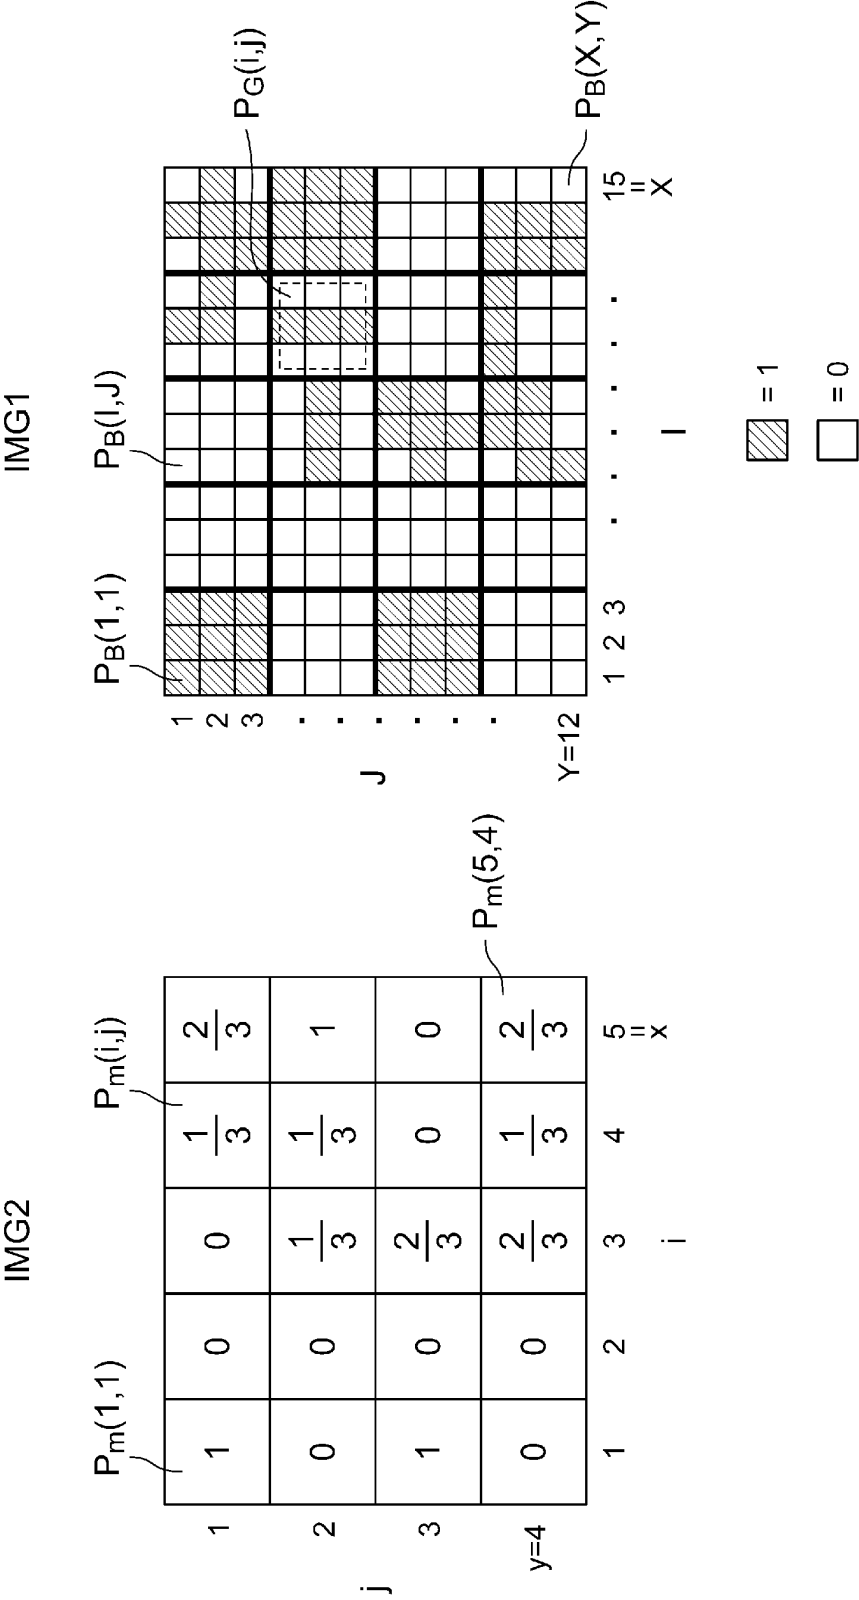 IMG1
P_B(1,1)
P_B(I,J)
P_G(i,j)
1
2
3
.
.
.
.
.
.
Y=12
J
1 2 3 . . . . . . 15
=
X
I
P_B(X,Y)
= 1
= 0
IMG2
P_m(1,1)
P_m(i,j)
1 1 0 0 1/3 2/3
2 0 0 1/3 1/3 1
3 1 0 2/3 0 0
y=4 0 0 2/3 1/3 2/3
j
1 2 3 4 5
=
x
i
P_m(5,4)